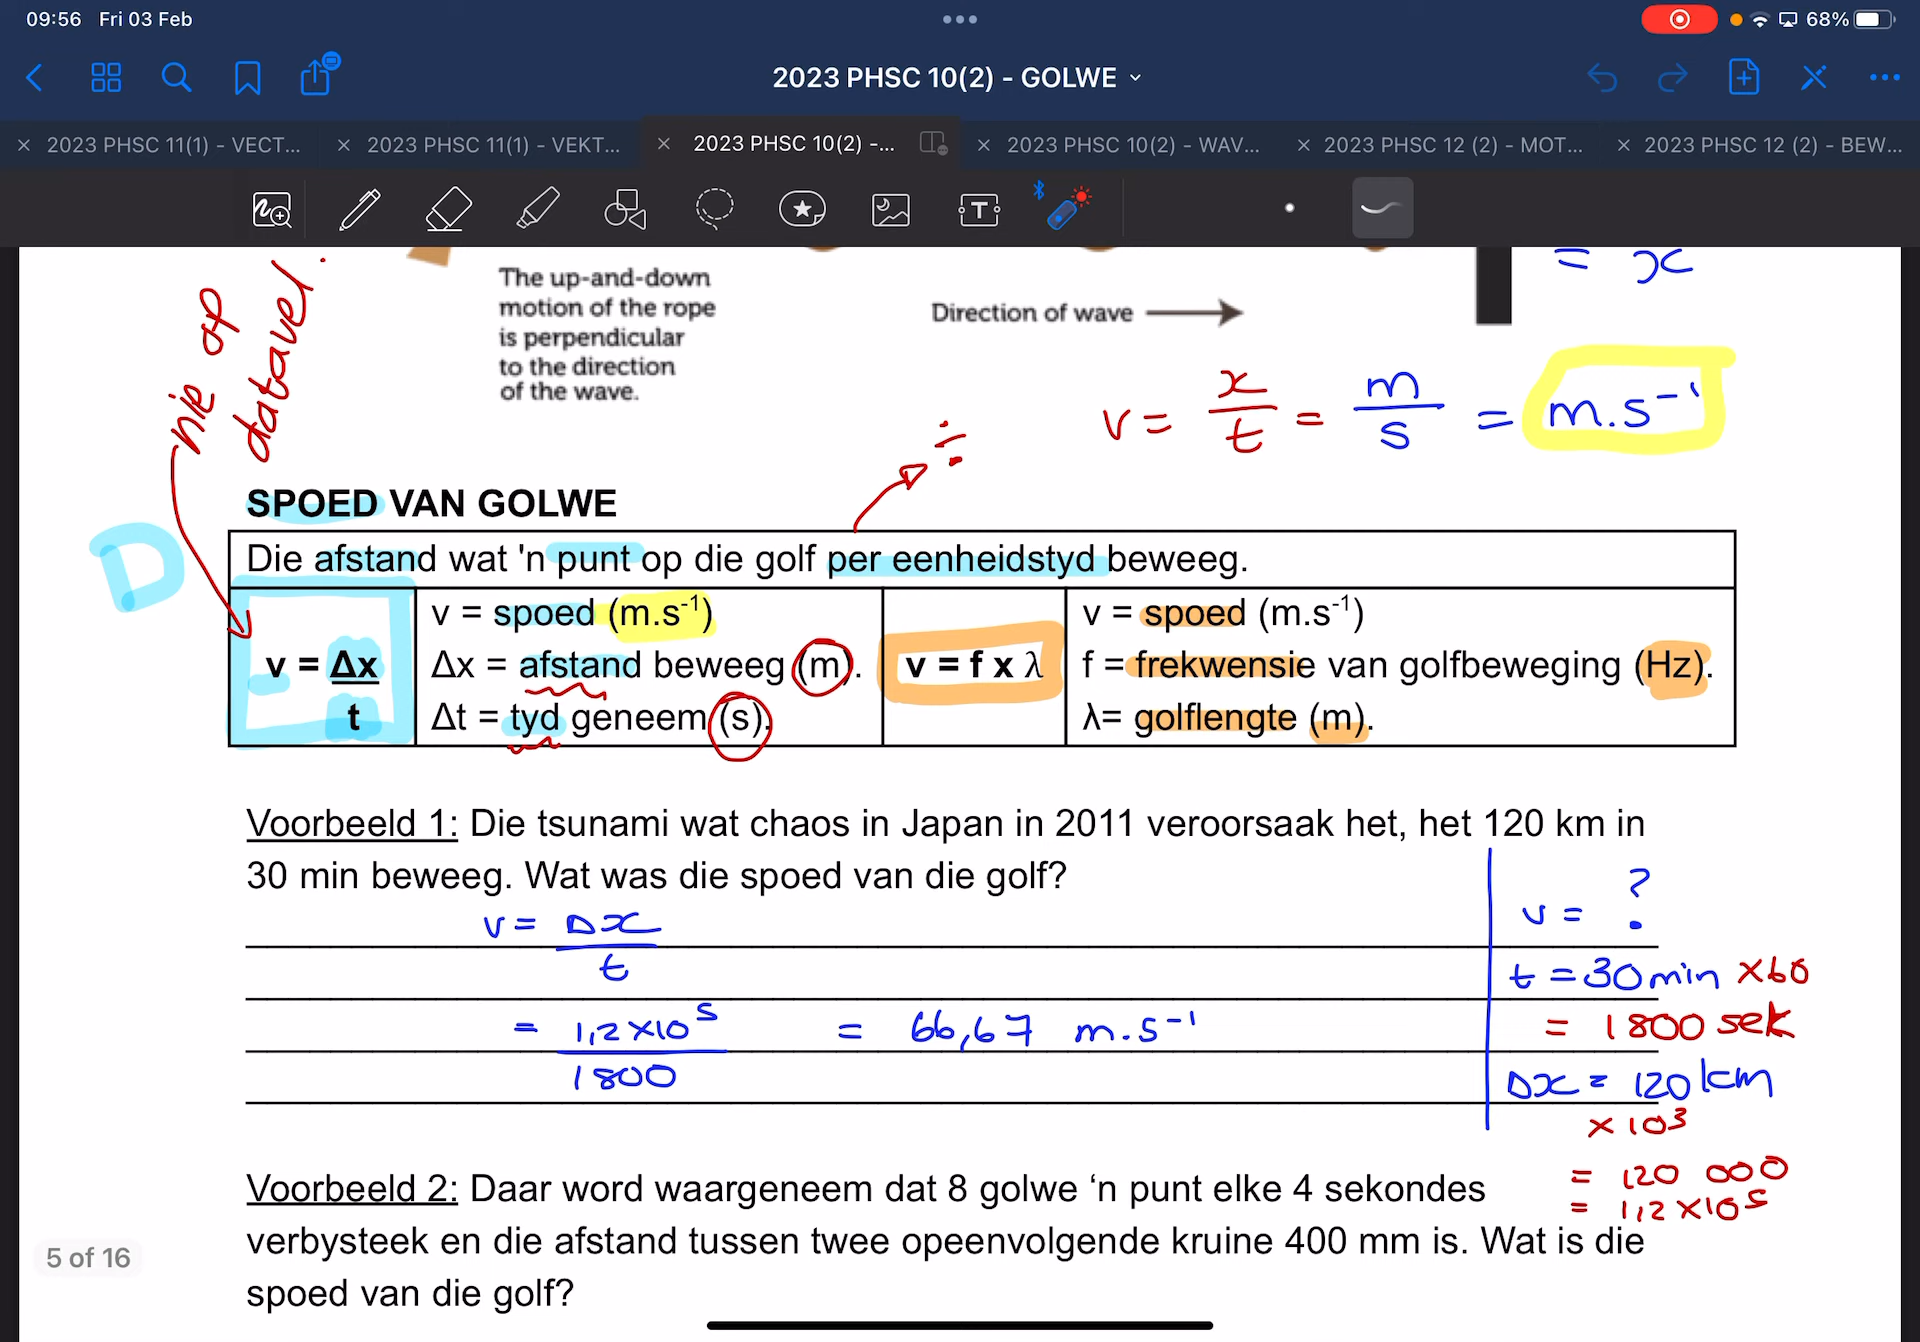 09:56 Fri 03 Feb
68%
2023 PHSC 10(2) - GOLWE
2023 PHSC 11(1) - VECT...
2023 PHSC 11(1) - VEKT...
2023 PHSC 10(2) -...
2023 PHSC 10(2) - WAV...
2023 PHSC 12 (2) - MOT...
2023 PHSC 12 (2) - BEW...
T
= x
nie op
datavel.
The up-and-down
motion of the rope
is perpendicular
to the direction
of the wave.
Direction of wave
v = x/t = m/s = m.s⁻¹
÷
SPOED VAN GOLWE
D
Die afstand wat 'n punt op die golf per eenheidstyd beweeg.
v = Δx
t
v = spoed (m.s⁻¹)
Δx = afstand beweeg (m).
Δt = tyd geneem (s).
v = f x λ
v = spoed (m.s⁻¹)
f = frekwensie van golfbeweging (Hz).
λ= golflengte (m).
Voorbeeld 1: Die tsunami wat chaos in Japan in 2011 veroorsaak het, het 120 km in
30 min beweeg. Wat was die spoed van die golf?
v = Δx
t
= 1,2 x10⁵ = 66,67 m.s⁻¹
1800
v = ?
t = 30 min x60
= 1800 sek
Δx = 120 km
x 10³
= 120 000
= 1,2 x10⁵
Voorbeeld 2: Daar word waargeneem dat 8 golwe ‘n punt elke 4 sekondes
verbysteek en die afstand tussen twee opeenvolgende kruine 400 mm is. Wat is die
spoed van die golf?
5 of 16